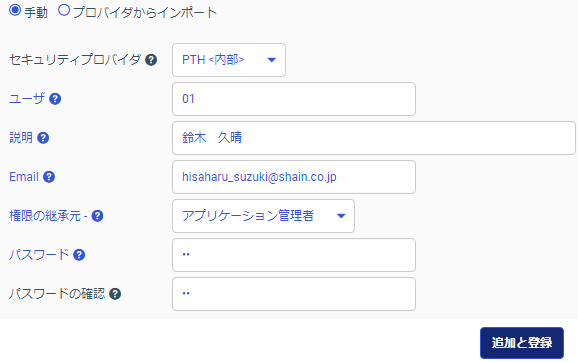 手動 プロバイダからインポート
セキュリティプロバイダ PTH <内部>
ユーザ 01
説明 鈴木　久晴
Email hisaharu_suzuki@shain.co.jp
権限の継承元 - アプリケーション管理者
パスワード ••
パスワードの確認 ••
追加と登録